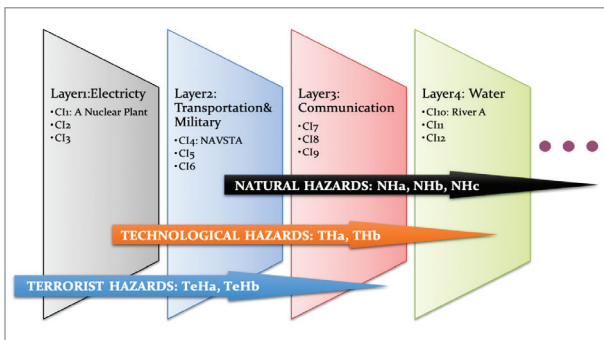 Layer1:Electricty
•CI1: A Nuclear Plant
•CI2
•CI3
Layer2:
Transportation&
Military
•CI4: NAVSTA
•CI5
•CI6
Layer3:
Communication
•CI7
•CI8
•CI9
Layer4: Water
•CI10: River A
•CI11
•CI12
NATURAL HAZARDS: NHa, NHb, NHc
TECHNOLOGICAL HAZARDS: THa, THb
TERRORIST HAZARDS: TeHa, TeHb